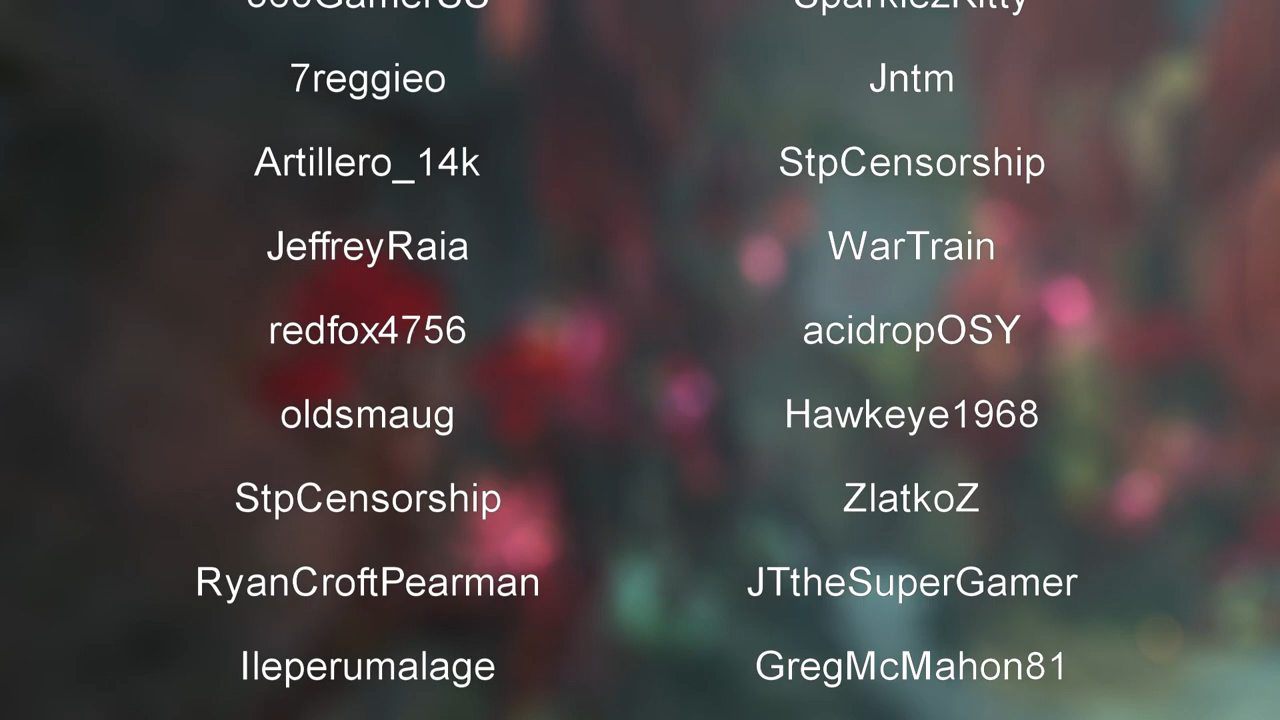 7reggieo Jntm
Artillero_14k StpCensorship
JeffreyRaia WarTrain
redfox4756 acidropOSY
oldsmaug Hawkeye1968
StpCensorship ZlatkoZ
RyanCroftPearman JTtheSuperGamer
Ileperumalage GregMcMahon81